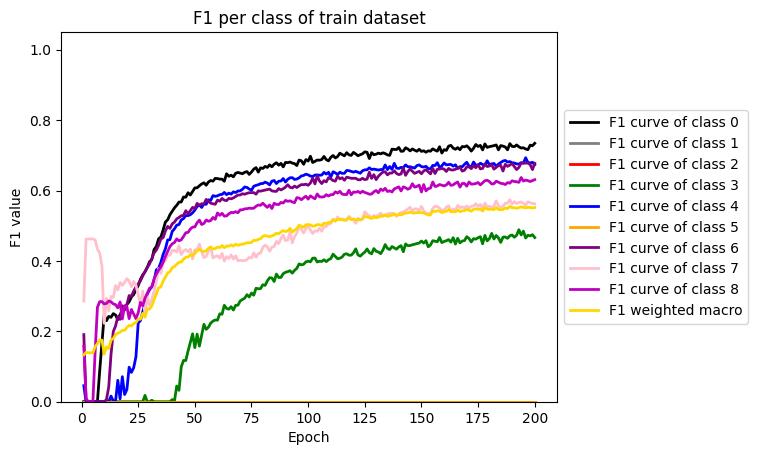 F1 per class of train dataset
F1 value
1.0
0.8
0.6
0.4
0.2
0.0
0 25 50 75 100 125 150 175 200
Epoch
F1 curve of class 0
F1 curve of class 1
F1 curve of class 2
F1 curve of class 3
F1 curve of class 4
F1 curve of class 5
F1 curve of class 6
F1 curve of class 7
F1 curve of class 8
F1 weighted macro